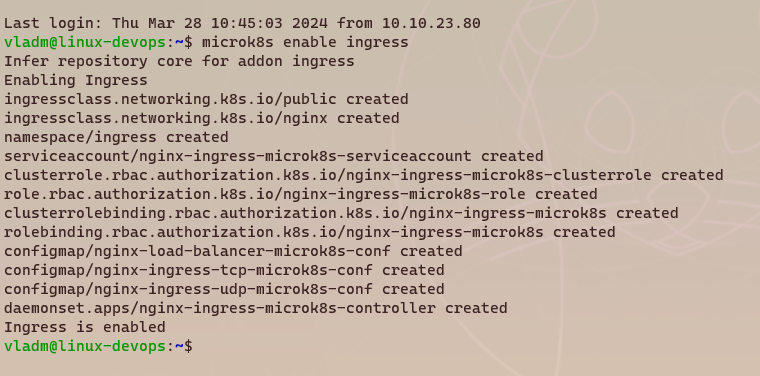 Last login: Thu Mar 28 10:45:03 2024 from 10.10.23.80
vladm@linux-devops:~$ microk8s enable ingress
Infer repository core for addon ingress
Enabling Ingress
ingressclass.networking.k8s.io/public created
ingressclass.networking.k8s.io/nginx created
namespace/ingress created
serviceaccount/nginx-ingress-microk8s-serviceaccount created
clusterrole.rbac.authorization.k8s.io/nginx-ingress-microk8s-clusterrole created
role.rbac.authorization.k8s.io/nginx-ingress-microk8s-role created
clusterrolebinding.rbac.authorization.k8s.io/nginx-ingress-microk8s created
rolebinding.rbac.authorization.k8s.io/nginx-ingress-microk8s created
configmap/nginx-load-balancer-microk8s-conf created
configmap/nginx-ingress-tcp-microk8s-conf created
configmap/nginx-ingress-udp-microk8s-conf created
daemonset.apps/nginx-ingress-microk8s-controller created
Ingress is enabled
vladm@linux-devops:~$